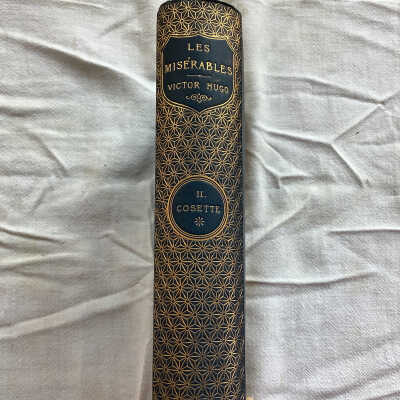 LES
MISÉRABLES
VICTOR HUGO
II.
COSETTE